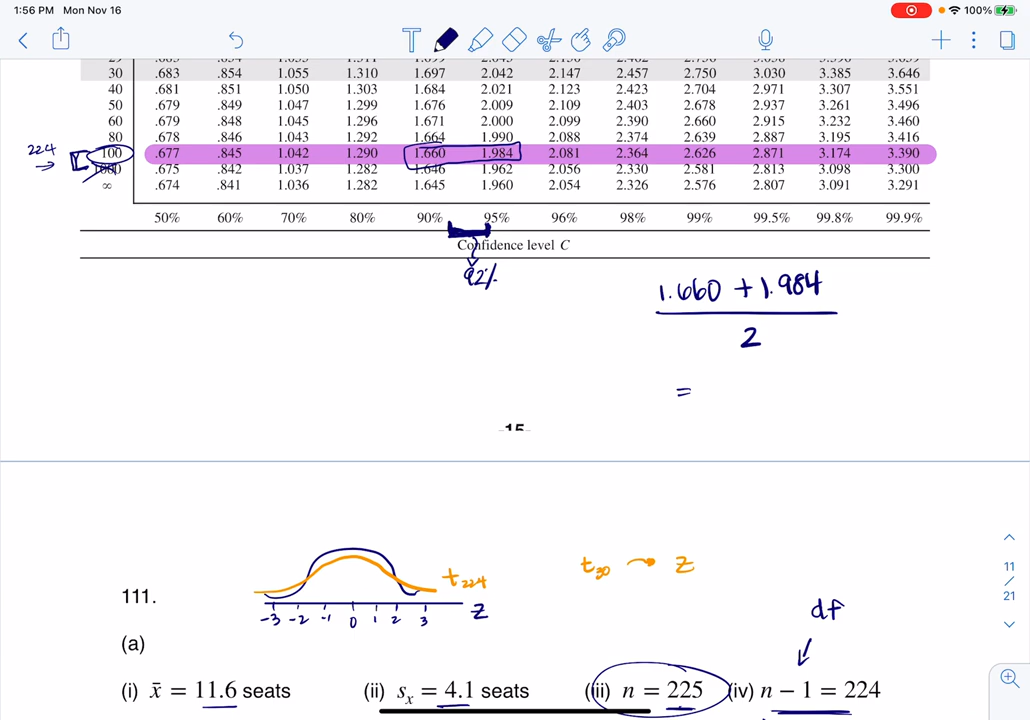 1:56 PM Mon Nov 16 100%
30 .683 .854 1.055 1.310 1.697 2.042 2.147 2.457 2.750 3.030 3.385 3.646
40 .681 .851 1.050 1.303 1.684 2.021 2.123 2.423 2.704 2.971 3.307 3.551
50 .679 .849 1.047 1.299 1.676 2.009 2.109 2.403 2.678 2.937 3.261 3.496
60 .679 .848 1.045 1.296 1.671 2.000 2.099 2.390 2.660 2.915 3.232 3.460
80 .678 .846 1.043 1.292 1.664 1.990 2.088 2.374 2.639 2.887 3.195 3.416
224 → 100 .677 .845 1.042 1.290 1.660 1.984 2.081 2.364 2.626 2.871 3.174 3.390
1000 .675 .842 1.037 1.282 1.646 1.962 2.056 2.330 2.581 2.813 3.098 3.300
∞ .674 .841 1.036 1.282 1.645 1.960 2.054 2.326 2.576 2.807 3.091 3.291
50% 60% 70% 80% 90% 95% 96% 98% 99% 99.5% 99.8% 99.9%
Confidence level C
92%
1.660 + 1.984
2
=
-15-
t30 → z
t224
-3 -2 -1 0 1 2 3 z
111.
11
/
21
df
(a)
(i) x̄ = 11.6 seats (ii) sx = 4.1 seats (iii) n = 225 (iv) n − 1 = 224